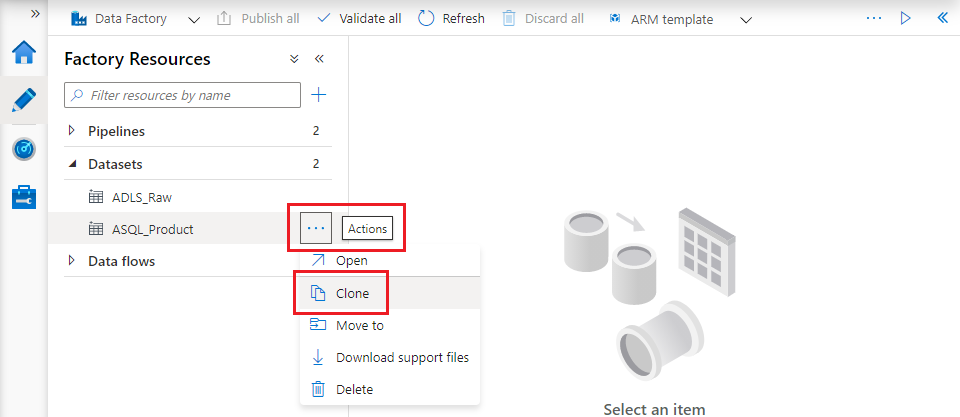 Data Factory Publish all Validate all Refresh Discard all ARM template
Factory Resources
Filter resources by name
Pipelines 2
Datasets 2
ADLS_Raw
ASQL_Product Actions
Data flows
Open
Clone
Move to
Download support files
Delete
Select an item